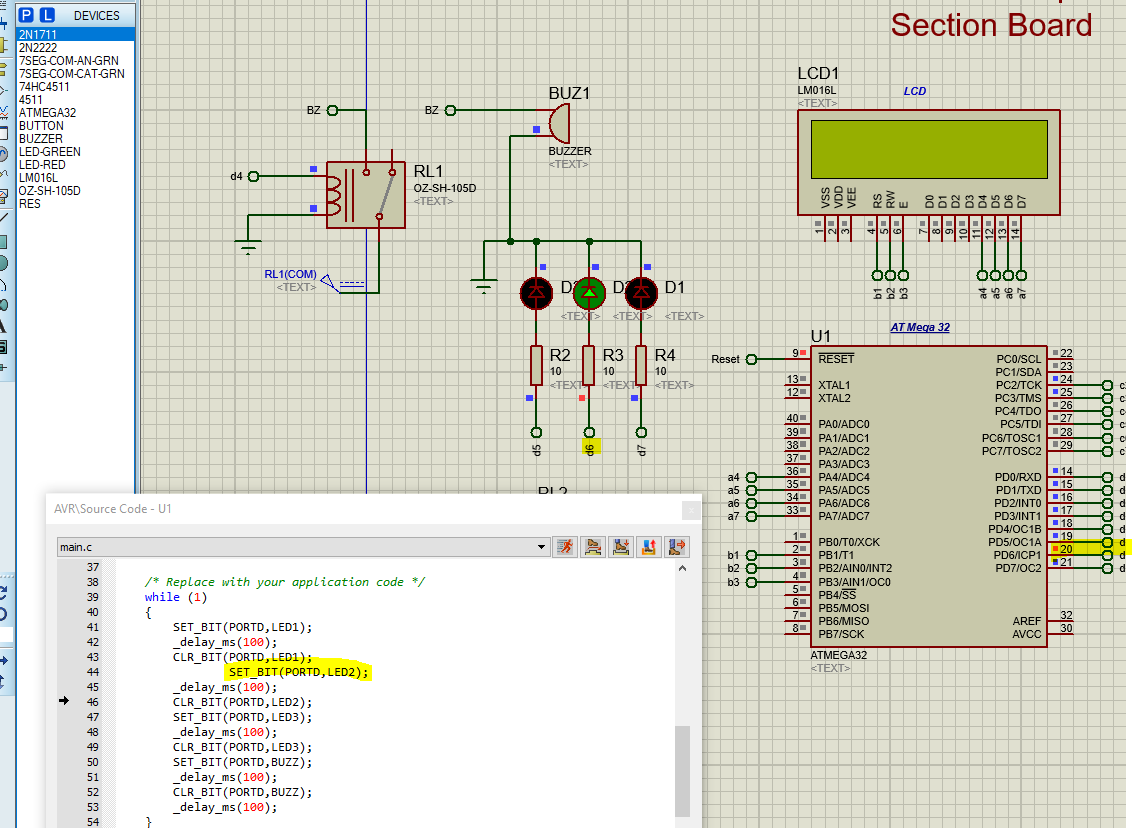 P L DEVICES
2N1711
2N2222
7SEG-COM-AN-GRN
7SEG-COM-CAT-GRN
74HC4511
4511
ATMEGA32
BUTTON
BUZZER
LED-GREEN
LED-RED
LM016L
OZ-SH-105D
RES
Section Board
BZ
BZ
BUZ1
BUZZER
<TEXT>
d4
RL1
OZ-SH-105D
<TEXT>
RL1(COM)
<TEXT>
D1
<TEXT>
<TEXT>
<TEXT>
R2
10
<TEXT>
R3
10
<TEXT>
R4
10
<TEXT>
d5
d6
d7
RL2
LCD1
LM016L
<TEXT>
LCD
VSS
VDD
VEE
RS
RW
E
D0
D1
D2
D3
D4
D5
D6
D7
1
2
3
4
5
6
7
8
9
10
11
12
13
14
b1
b2
b3
a4
a5
a6
a7
AT Mega 32
U1
Reset 9 RESET
13 XTAL1
12 XTAL2
40 PA0/ADC0
39 PA1/ADC1
38 PA2/ADC2
37 PA3/ADC3
a4 36 PA4/ADC4
a5 35 PA5/ADC5
a6 34 PA6/ADC6
a7 33 PA7/ADC7
1 PB0/T0/XCK
b1 2 PB1/T1
b2 3 PB2/AIN0/INT2
b3 4 PB3/AIN1/OC0
5 PB4/SS
6 PB5/MOSI
7 PB6/MISO
8 PB7/SCK
PC0/SCL 22
PC1/SDA 23
PC2/TCK 24
PC3/TMS 25
PC4/TDO 26
PC5/TDI 27
PC6/TOSC1 28
PC7/TOSC2 29
PD0/RXD 14
PD1/TXD 15
PD2/INT0 16
PD3/INT1 17
PD4/OC1B 18
PD5/OC1A 19
PD6/ICP1 20
PD7/OC2 21
AREF 32
AVCC 30
ATMEGA32
<TEXT>
AVR\Source Code - U1
main.c
37
38 /* Replace with your application code */
39 while (1)
40 {
41 SET_BIT(PORTD,LED1);
42 _delay_ms(100);
43 CLR_BIT(PORTD,LED1);
44 SET_BIT(PORTD,LED2);
45 _delay_ms(100);
46 CLR_BIT(PORTD,LED2);
47 SET_BIT(PORTD,LED3);
48 _delay_ms(100);
49 CLR_BIT(PORTD,LED3);
50 SET_BIT(PORTD,BUZZ);
51 _delay_ms(100);
52 CLR_BIT(PORTD,BUZZ);
53 _delay_ms(100);
54 }